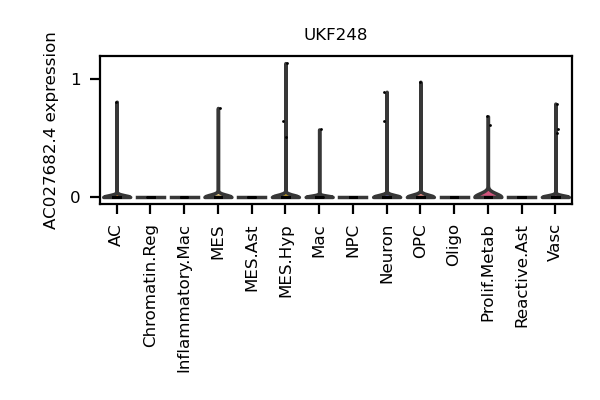 UKF248
AC027682.4 expression
1
0
AC
Chromatin.Reg
Inflammatory.Mac
MES
MES.Ast
MES.Hyp
Mac
NPC
Neuron
OPC
Oligo
Prolif.Metab
Reactive.Ast
Vasc